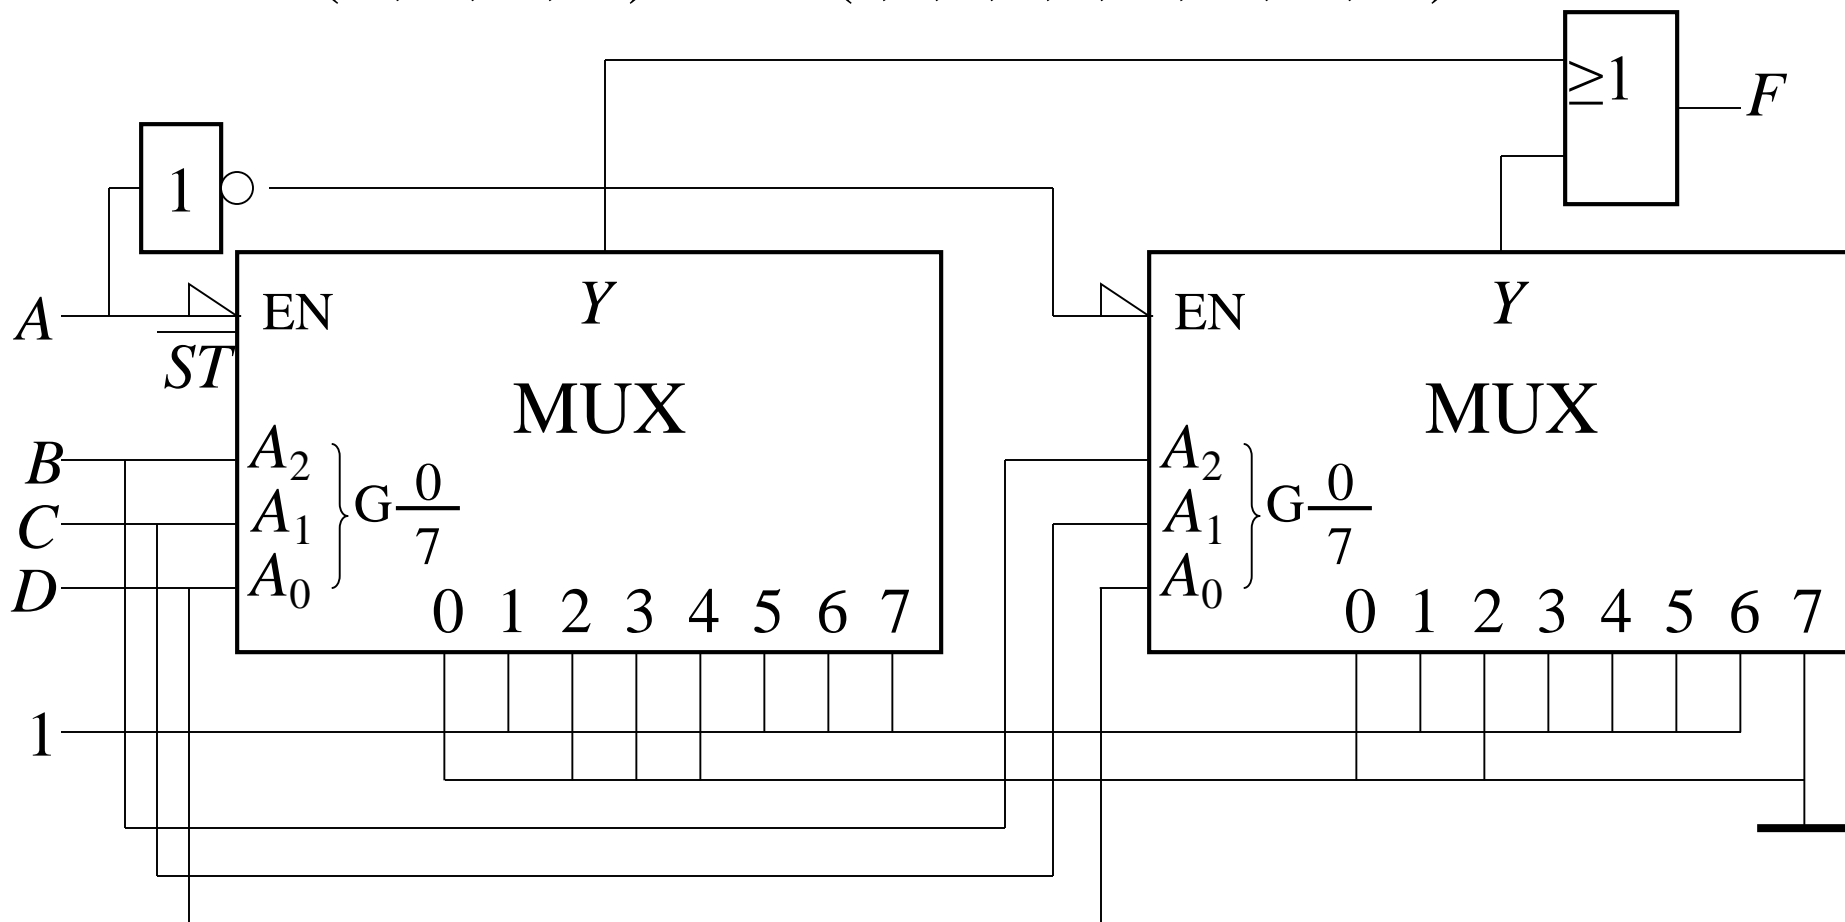 ≥1 F
1
A EN Y EN Y
ST
MUX MUX
B A2 A2
G 0/7 G 0/7
C A1 A1
D A0 A0
0 1 2 3 4 5 6 7 0 1 2 3 4 5 6 7
1